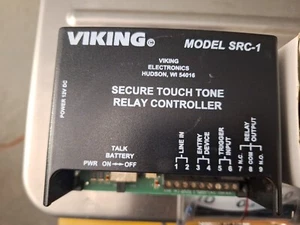 VIKING©
MODEL SRC-1
VIKING
ELECTRONICS
HUDSON, WI 54016
POWER 12V DC
SECURE TOUCH TONE
RELAY CONTROLLER
TALK
BATTERY
PWR ON ↔ OFF
LINE IN
ENTRY
DEVICE
TRIGGER
INPUT
N.C.
COM
N.O.
RELAY
OUTPUT
1 2 3 4 5 6 7 8 9